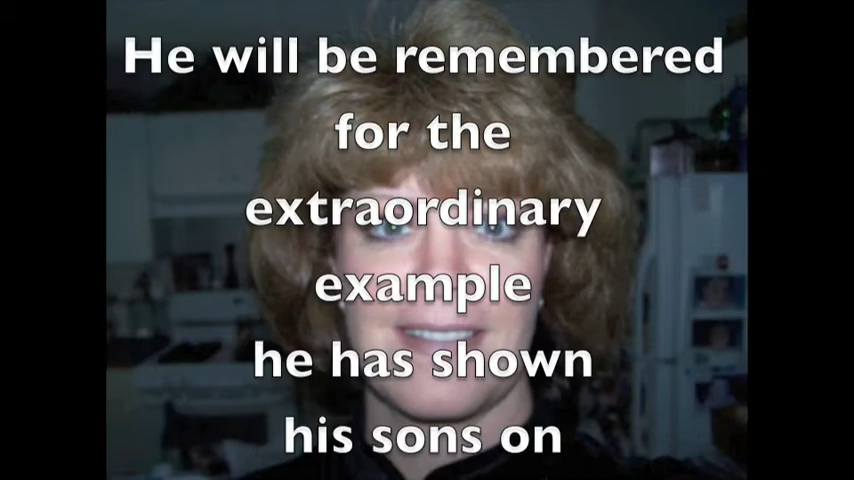 He will be remembered
for the
extraordinary
example
he has shown
his sons on